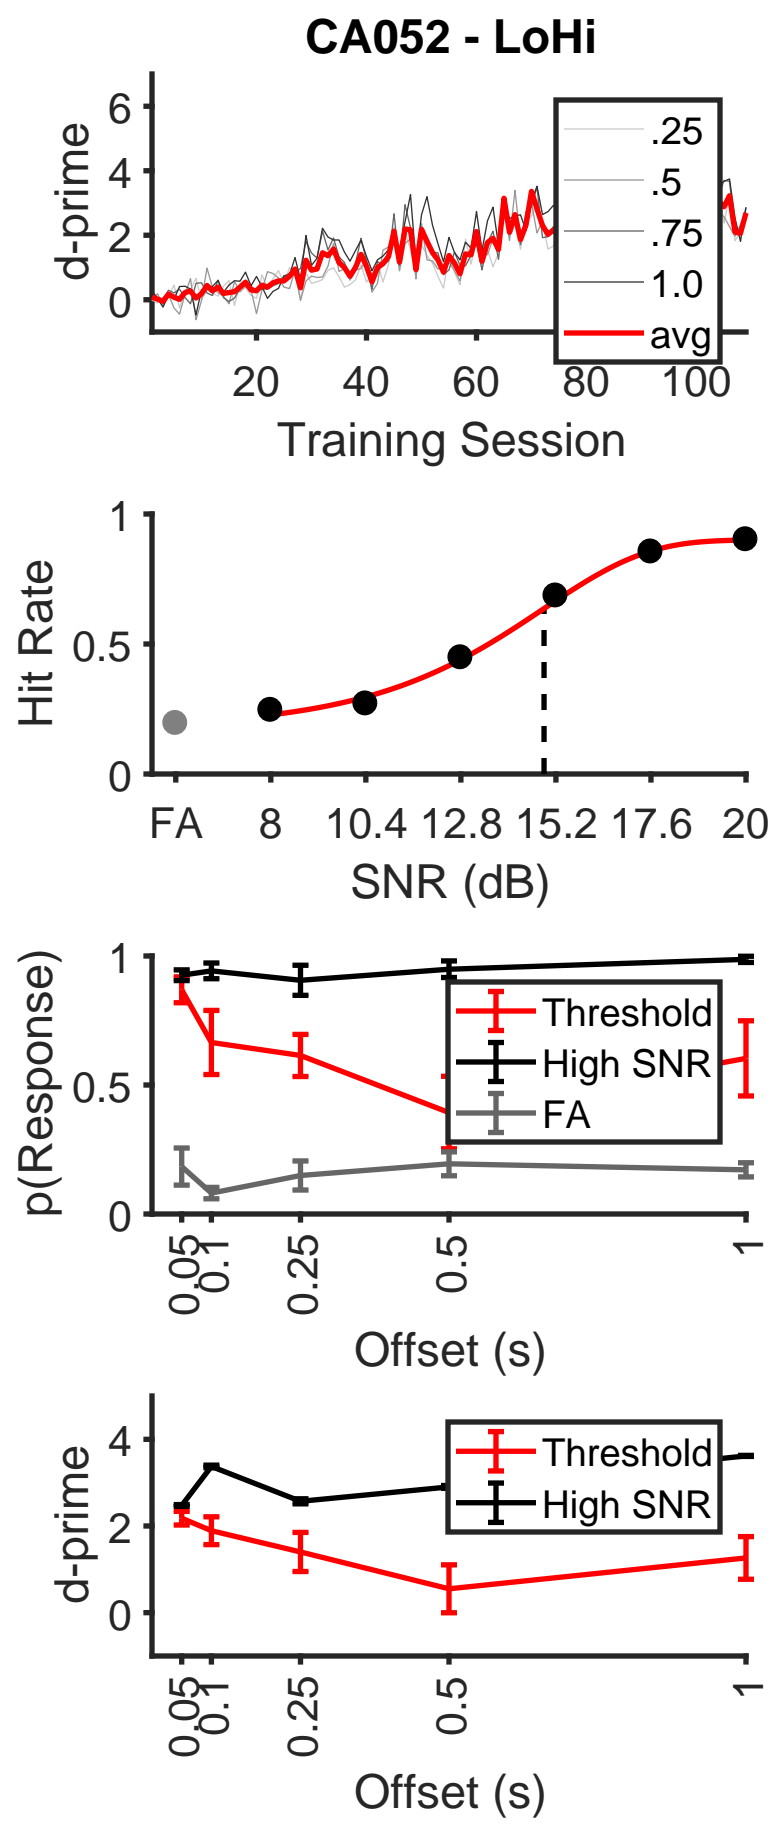 CA052 - LoHi
d-prime
6
4
2
0
.25
.5
.75
1.0
avg
20 40 60 80 100
Training Session
Hit Rate
1
0.5
0
FA 8 10.4 12.8 15.2 17.6 20
SNR (dB)
p(Response)
1
0.5
0
Threshold
High SNR
FA
0.05 0.1 0.25 0.5 1
Offset (s)
d-prime
4
2
0
Threshold
High SNR
0.05 0.1 0.25 0.5 1
Offset (s)